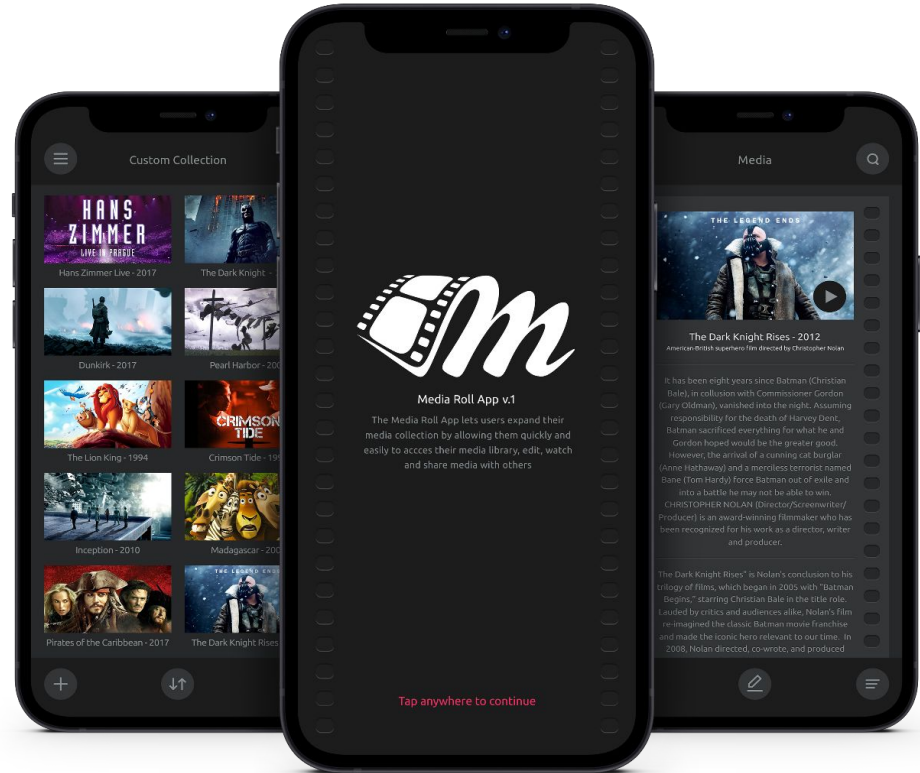 Custom Collection
HANS
ZIMMER
LIVE IN PRAGUE
Hans Zimmer Live - 2017
The Dark Knight -
Dunkirk - 2017
Pearl Harbor - 200
The Lion King - 1994
CRIMSON
TIDE
Crimson Tide - 199
Inception - 2010
Madagascar - 200
Pirates of the Caribbean - 2017
THE LEGEND ENDS
The Dark Knight Rises
m
Media Roll App v.1
The Media Roll App lets users expand their
media collection by allowing them quickly and
easily to accces their media library, edit, watch
and share media with others
Tap anywhere to continue
Media
THE LEGEND ENDS
The Dark Knight Rises - 2012
American-British superhero film directed by Christopher Nolan
It has been eight years since Batman (Christian
Bale), in collusion with Commissioner Gordon
(Gary Oldman), vanished into the night. Assuming
responsibility for the death of Harvey Dent,
Batman sacrificed everything for what he and
Gordon hoped would be the greater good.
However, the arrival of a cunning cat burglar
(Anne Hathaway) and a merciless terrorist named
Bane (Tom Hardy) force Batman out of exile and
into a battle he may not be able to win.
CHRISTOPHER NOLAN (Director/Screenwriter/
Producer) is an award-winning filmmaker who has
been recognized for his work as a director, writer
and producer.
The Dark Knight Rises" is Nolan's conclusion to his
trilogy of films, which began in 2005 with "Batman
Begins," starring Christian Bale in the title role.
Lauded by critics and audiences alike, Nolan's film
re-imagined the classic Batman movie franchise
and made the iconic hero relevant to our time. In
2008, Nolan directed, co-wrote, and produced